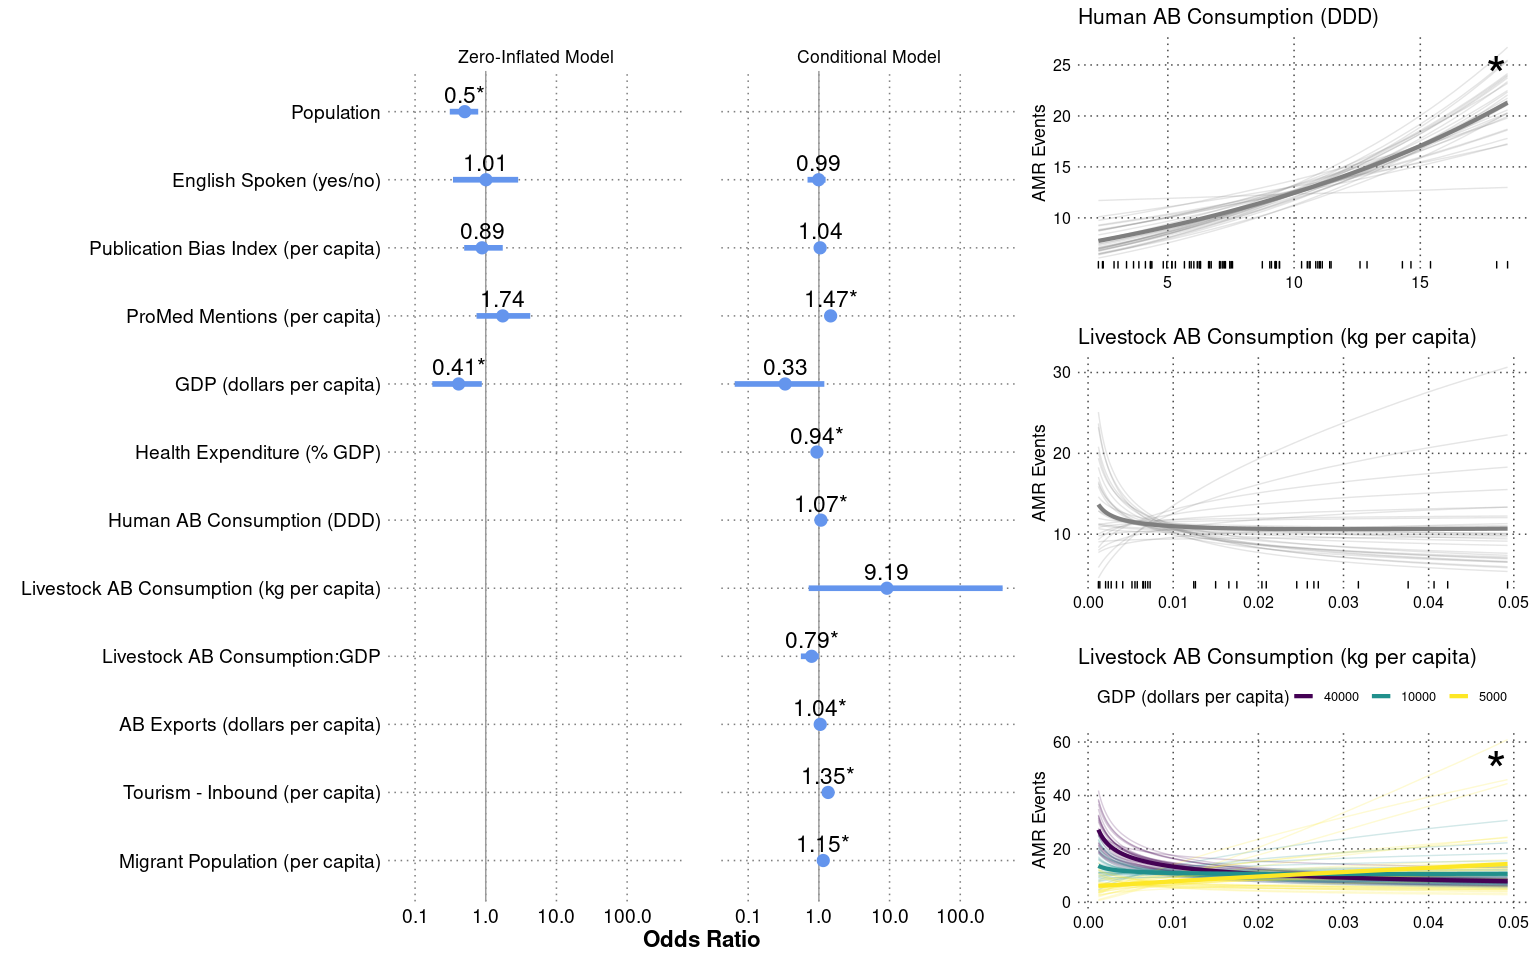 Zero-Inflated Model
Conditional Model
Population
0.5*
English Spoken (yes/no)
1.01
0.99
Publication Bias Index (per capita)
0.89
1.04
ProMed Mentions (per capita)
1.74
1.47*
GDP (dollars per capita)
0.41*
0.33
Health Expenditure (% GDP)
0.94*
Human AB Consumption (DDD)
1.07*
Livestock AB Consumption (kg per capita)
9.19
Livestock AB Consumption:GDP
0.79*
AB Exports (dollars per capita)
1.04*
Tourism - Inbound (per capita)
1.35*
Migrant Population (per capita)
1.15*
0.1 1.0 10.0 100.0
0.1 1.0 10.0 100.0
Odds Ratio
Human AB Consumption (DDD)
AMR Events
25
20
15
10
*
5 10 15
Livestock AB Consumption (kg per capita)
AMR Events
30
20
10
0.00 0.01 0.02 0.03 0.04 0.05
Livestock AB Consumption (kg per capita)
GDP (dollars per capita) 40000 10000 5000
AMR Events
60
40
20
0
*
0.00 0.01 0.02 0.03 0.04 0.05